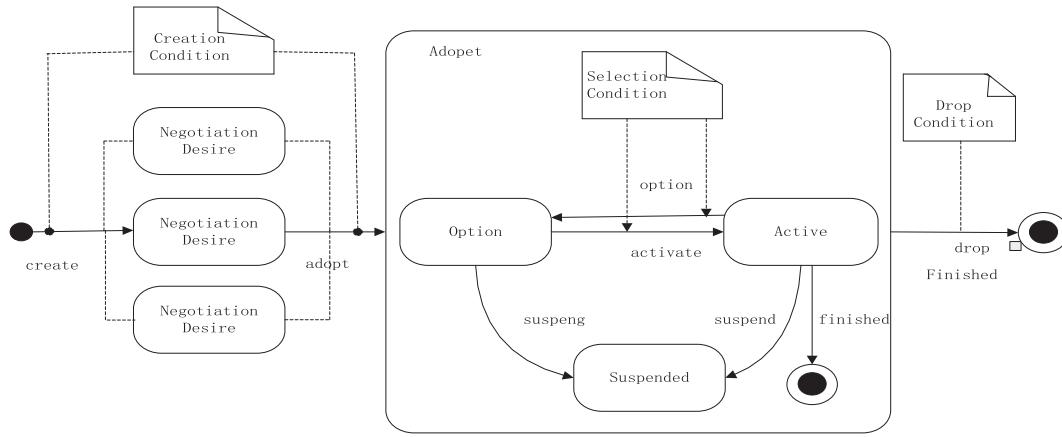 Creation
Condition
Negotiation
Desire
Negotiation
Desire
Negotiation
Desire
create
adopt
Adopet
Selection
Condition
option
Option
activate
Active
suspeng
suspend
finished
Suspended
Drop
Condition
drop
Finished